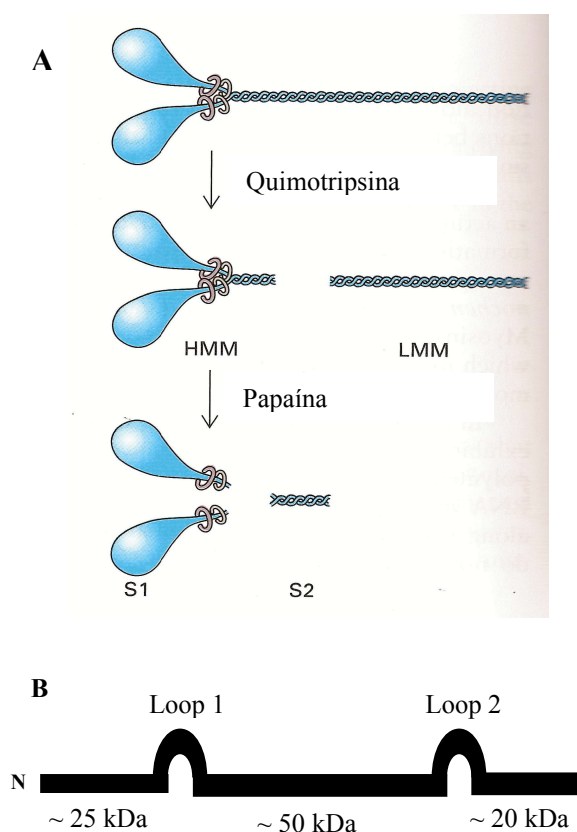 A
Quimotripsina
HMM LMM
Papaína
S1 S2
B
Loop 1 Loop 2
N
~ 25 kDa ~ 50 kDa ~ 20 kDa